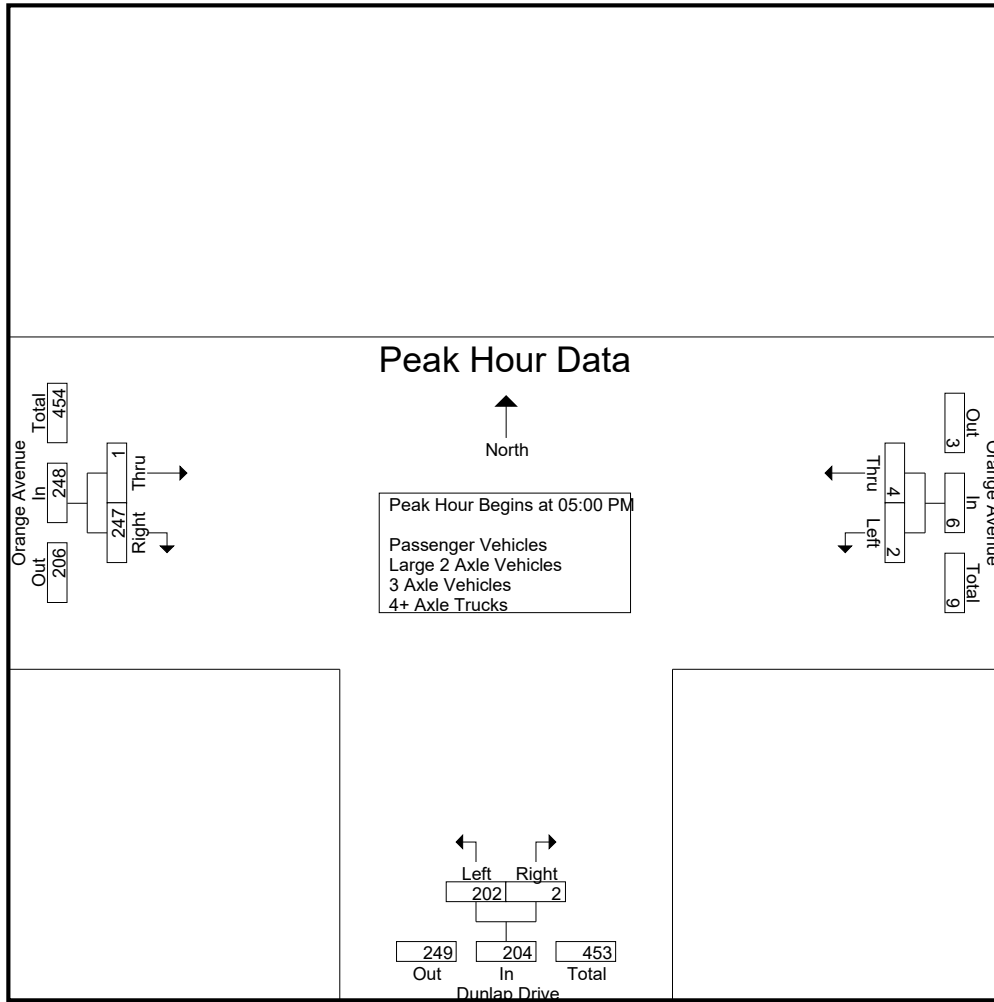 Peak Hour Data
North
Peak Hour Begins at 05:00 PM
Passenger Vehicles
Large 2 Axle Vehicles
3 Axle Vehicles
4+ Axle Trucks
Orange Avenue
Total 454
In 248
Out 206
Thru 1
Right 247
Orange Avenue
Out 3
In 6
Total 9
Thru 4
Left 2
Left Right
202 2
249 204 453
Out In Total
Dunlap Drive